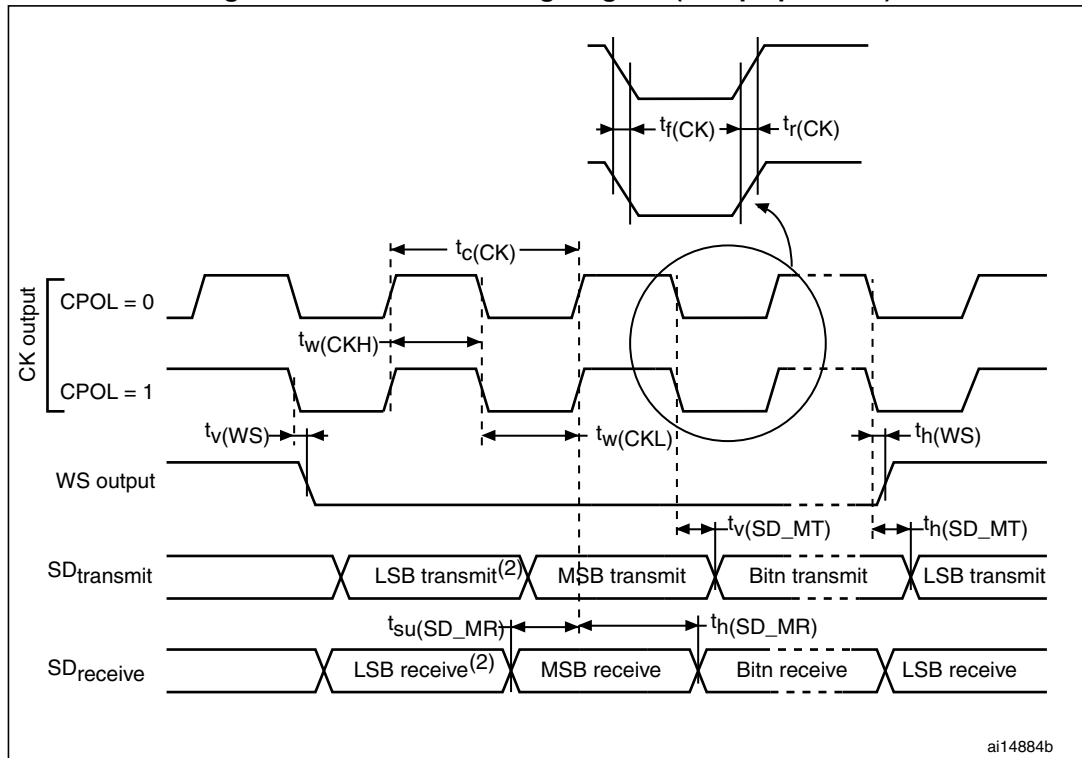 tf(CK)
tr(CK)
tc(CK)
CK output
CPOL = 0
tw(CKH)
CPOL = 1
tv(WS)
tw(CKL)
th(WS)
WS output
tv(SD_MT)
th(SD_MT)
SDtransmit
LSB transmit(2)
MSB transmit
Bitn transmit
LSB transmit
tsu(SD_MR)
th(SD_MR)
SDreceive
LSB receive(2)
MSB receive
Bitn receive
LSB receive
ai14884b